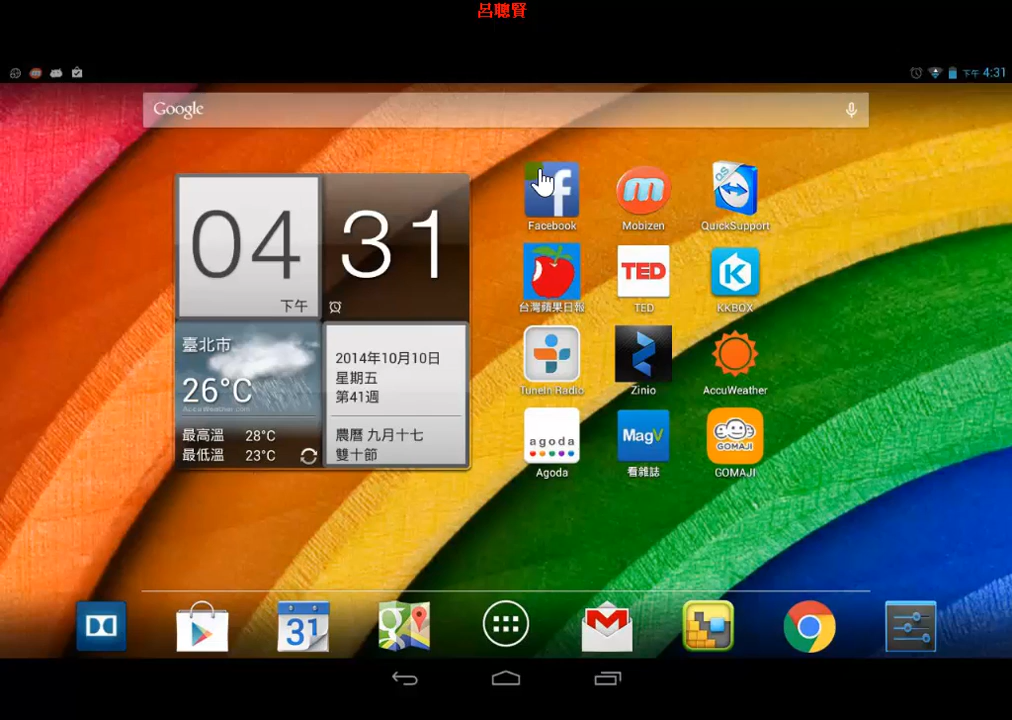 呂聰賢
下午 4:31
Google
04
31
下午
臺北市
26°C
AccuWeather.com
最高溫 28°C
最低溫 23°C
2014年10月10日
星期五
第41週
農曆 九月十七
雙十節
Facebook
Mobizen
QS
QuickSupport
台灣蘋果日報
TED
TED
KKBOX
TuneIn Radio
Zinio
AccuWeather
agoda
Agoda
MagV
看雜誌
GOMAJI
GOMAJI
31